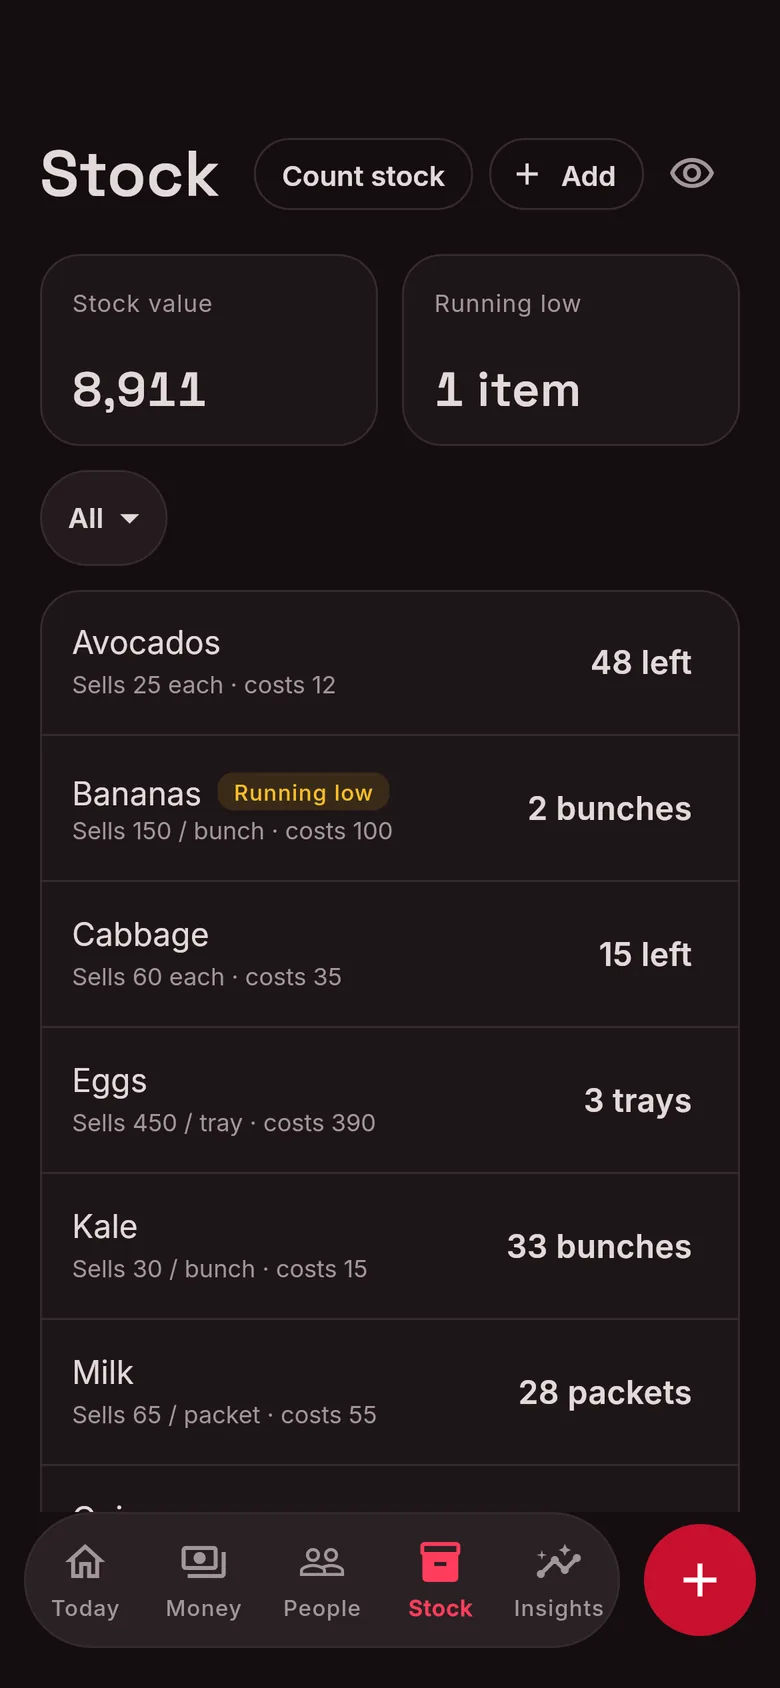 Stock
Count stock
+ Add
Stock value
8,911
Running low
1 item
All
Avocados
Sells 25 each · costs 12
48 left
Bananas
Running low
Sells 150 / bunch · costs 100
2 bunches
Cabbage
Sells 60 each · costs 35
15 left
Eggs
Sells 450 / tray · costs 390
3 trays
Kale
Sells 30 / bunch · costs 15
33 bunches
Milk
Sells 65 / packet · costs 55
28 packets
Today
Money
People
Stock
Insights